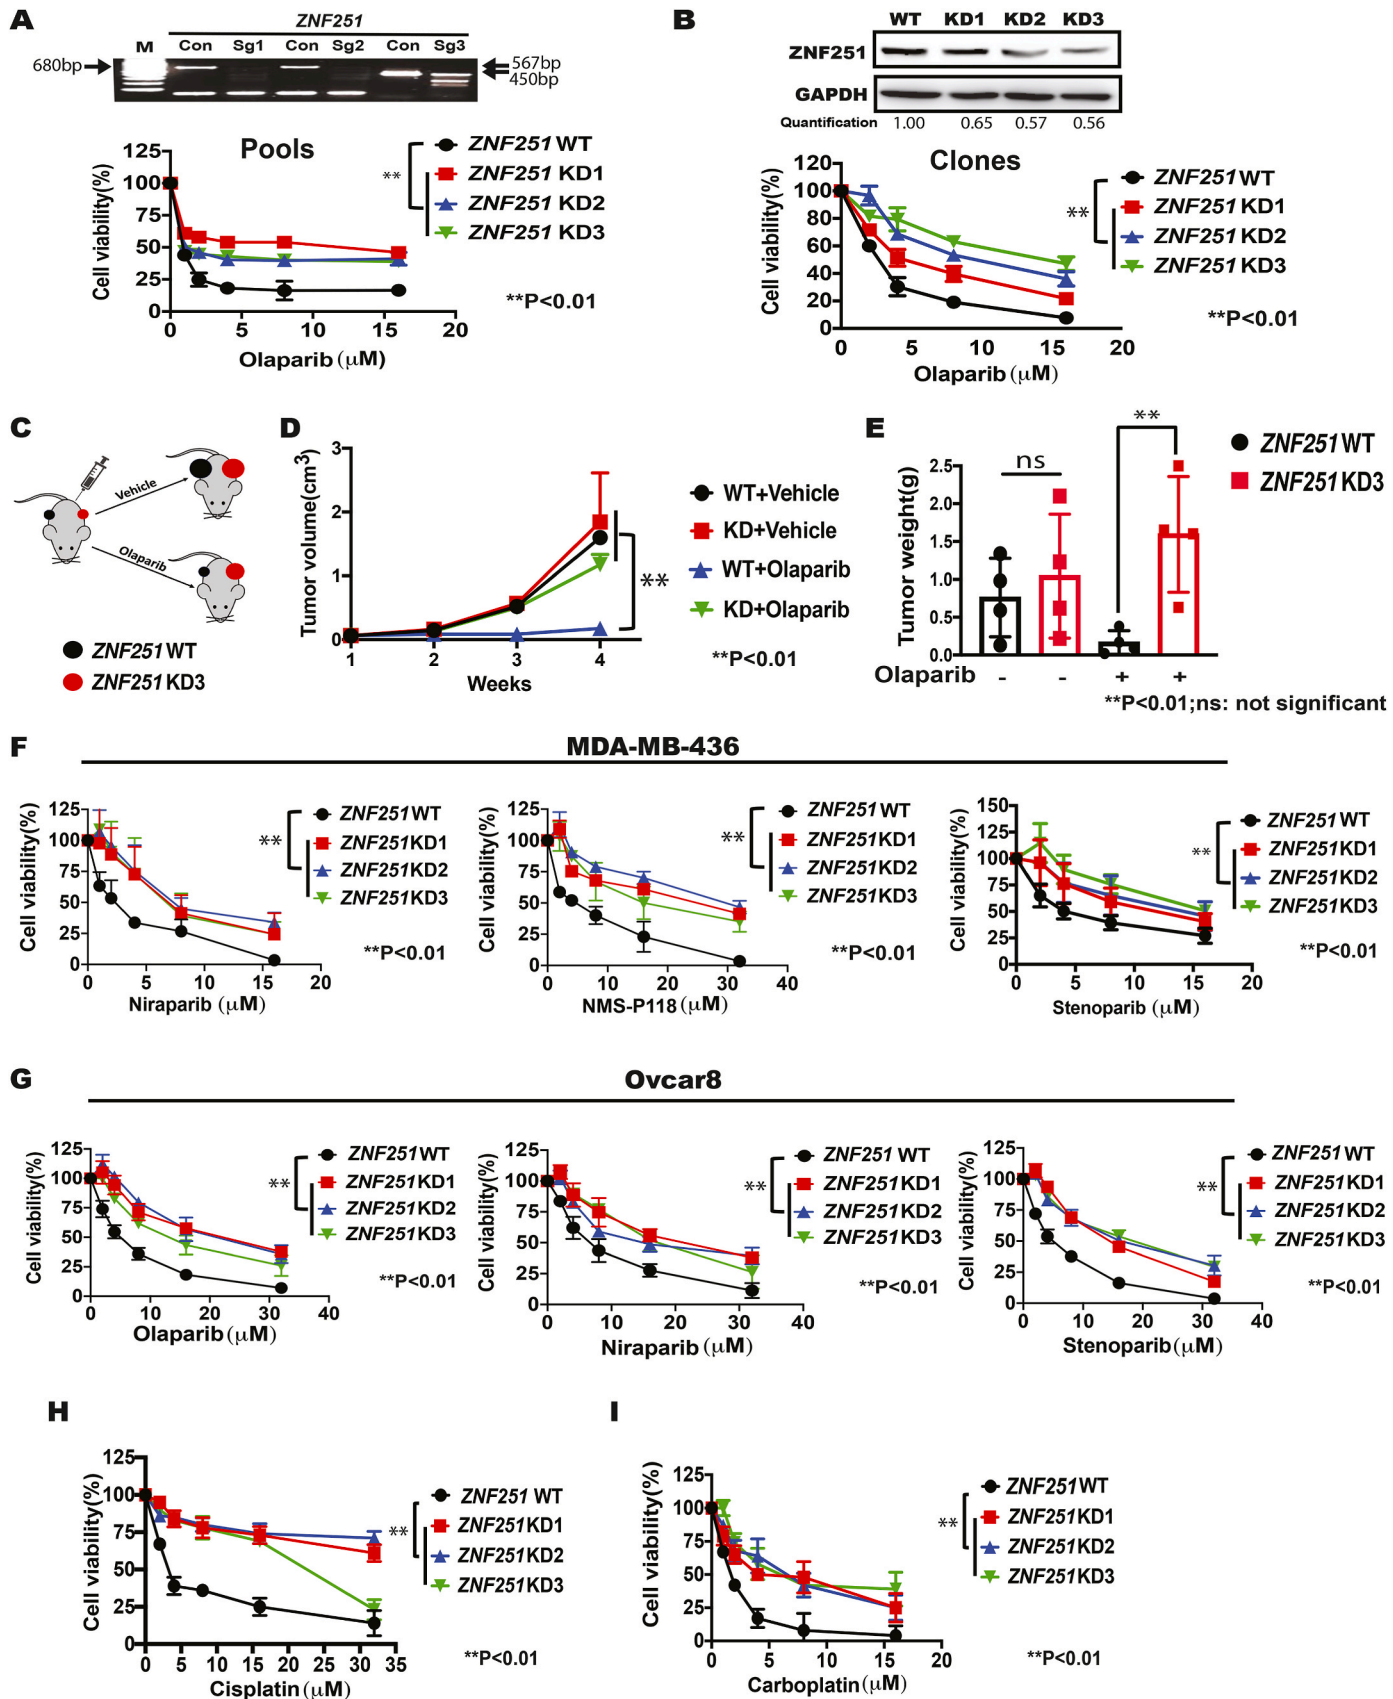 A
ZNF251
M Con Sg1 Con Sg2 Con Sg3
680bp
567bp
450bp
Pools
Cell viability(%)
125
100
75
50
25
0
0 5 10 15 20
Olaparib (μM)
ZNF251 WT
ZNF251 KD1
ZNF251 KD2
ZNF251 KD3
**
**P<0.01
B
WT KD1 KD2 KD3
ZNF251
GAPDH
Quantification 1.00 0.65 0.57 0.56
Clones
Cell viability(%)
120
100
80
60
40
20
0
0 5 10 15 20
Olaparib (μM)
ZNF251 WT
ZNF251 KD1
ZNF251 KD2
ZNF251 KD3
**
**P<0.01
C
Vehicle
Olaparib
ZNF251 WT
ZNF251 KD3
D
Tumor volume(cm3)
3
2
1
0
1 2 3 4
Weeks
WT+Vehicle
KD+Vehicle
WT+Olaparib
KD+Olaparib
**
**P<0.01
E
Tumor weight(g)
2.5
2.0
1.5
1.0
0.5
0.0
ns
**
Olaparib - - + +
ZNF251 WT
ZNF251 KD3
**P<0.01;ns: not significant
F
MDA-MB-436
Cell viability(%)
125
100
75
50
25
0
0 5 10 15 20
Niraparib (μM)
ZNF251 WT
ZNF251 KD1
ZNF251 KD2
ZNF251 KD3
**
**P<0.01
Cell viability(%)
125
100
75
50
25
0
0 10 20 30 40
NMS-P118 (μM)
ZNF251 WT
ZNF251 KD1
ZNF251 KD2
ZNF251 KD3
**
**P<0.01
Cell viability(%)
150
125
100
75
50
25
0
0 5 10 15 20
Stenoparib (μM)
ZNF251 WT
ZNF251 KD1
ZNF251 KD2
ZNF251 KD3
**
**P<0.01
G
Ovcar8
Cell viability(%)
125
100
75
50
25
0
0 10 20 30 40
Olaparib (μM)
ZNF251 WT
ZNF251 KD1
ZNF251 KD2
ZNF251 KD3
**
**P<0.01
Cell viability(%)
125
100
75
50
25
0
0 10 20 30 40
Niraparib (μM)
ZNF251 WT
ZNF251 KD1
ZNF251 KD2
ZNF251 KD3
**
**P<0.01
Cell viability(%)
125
100
75
50
25
0
0 10 20 30 40
Stenoparib (μM)
ZNF251 WT
ZNF251 KD1
ZNF251 KD2
ZNF251 KD3
**
**P<0.01
H
Cell viability(%)
125
100
75
50
25
0
0 5 10 15 20 25 30 35
Cisplatin (μM)
ZNF251 WT
ZNF251 KD1
ZNF251 KD2
ZNF251 KD3
**
**P<0.01
I
Cell viability(%)
125
100
75
50
25
0
0 5 10 15 20
Carboplatin (μM)
ZNF251 WT
ZNF251 KD1
ZNF251 KD2
ZNF251 KD3
**
**P<0.01